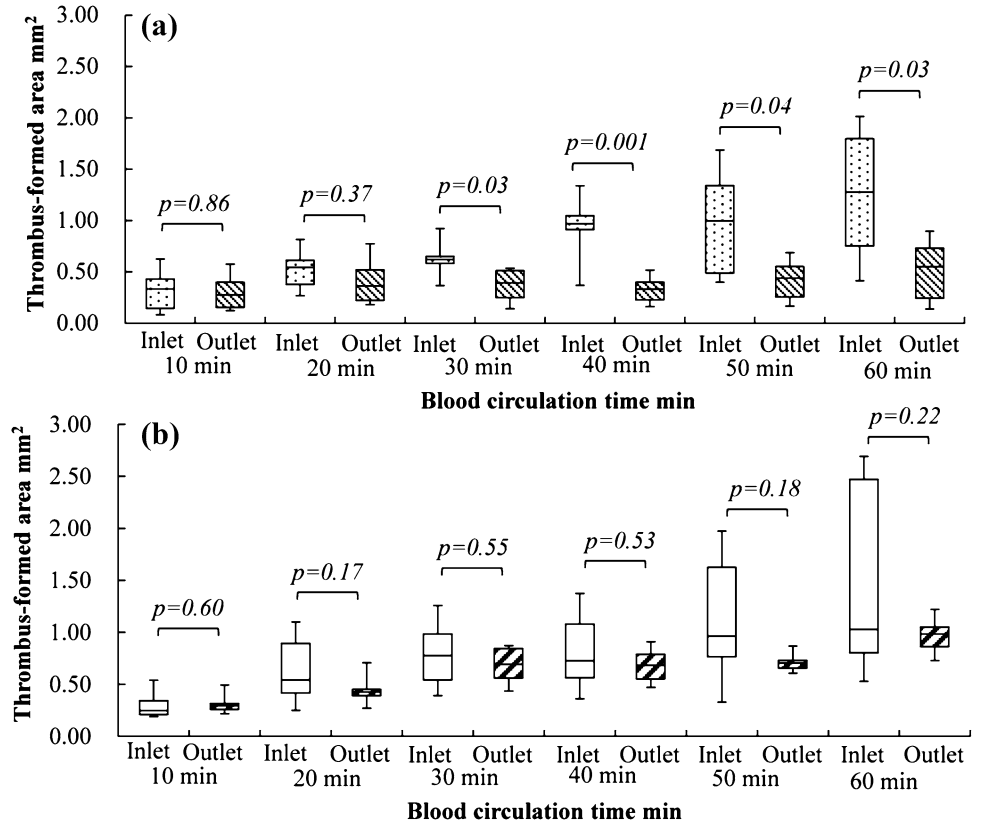 (a)
Thrombus-formed area mm²
3.00
2.50
2.00
1.50
1.00
0.50
0.00
p=0.86
p=0.37
p=0.03
p=0.001
p=0.04
p=0.03
Inlet Outlet Inlet Outlet Inlet Outlet Inlet Outlet Inlet Outlet Inlet Outlet
10 min 20 min 30 min 40 min 50 min 60 min
Blood circulation time min
(b)
Thrombus-formed area mm²
3.00
2.50
2.00
1.50
1.00
0.50
0.00
p=0.60
p=0.17
p=0.55
p=0.53
p=0.18
p=0.22
Inlet Outlet Inlet Outlet Inlet Outlet Inlet Outlet Inlet Outlet Inlet Outlet
10 min 20 min 30 min 40 min 50 min 60 min
Blood circulation time min